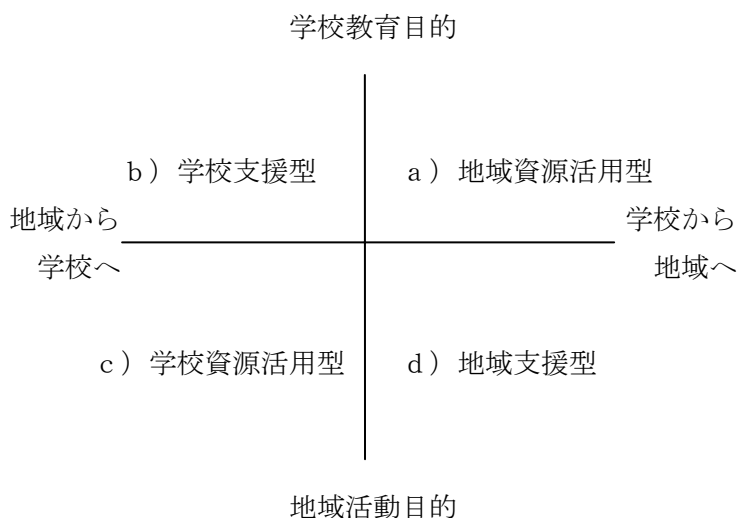 学校教育目的
b）学校支援型
a）地域資源活用型
地域から
学校へ
学校から
地域へ
c）学校資源活用型
d）地域支援型
地域活動目的